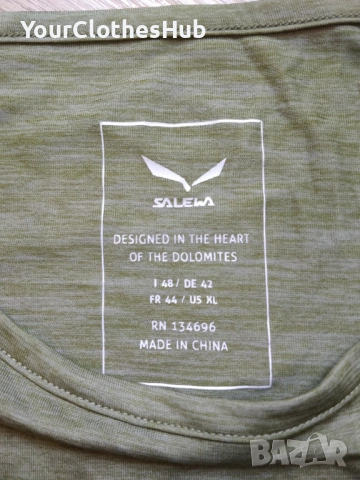 YourClothesHub
SALEWA
DESIGNED IN THE HEART
OF THE DOLOMITES
I 48 / DE 42
FR 44 / US XL
RN 134696
MADE IN CHINA
BAZAR